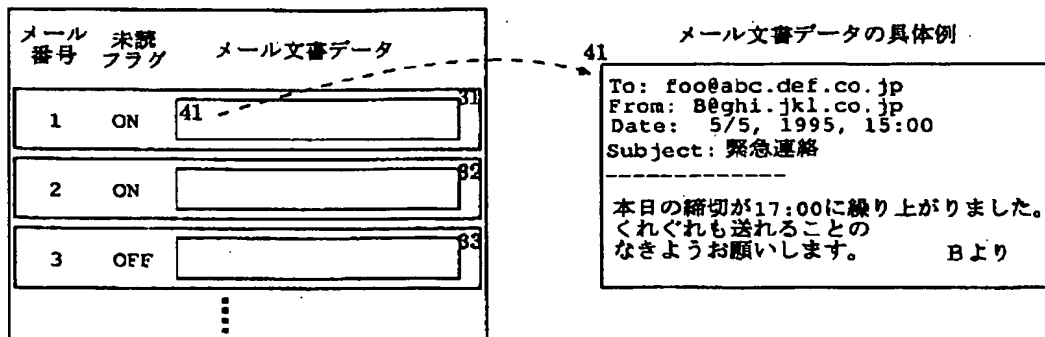 メール番号 未読フラグ メール文書データ
31
1 ON 41
32
2 ON
33
3 OFF
メール文書データの具体例
41
To: foo@abc.def.co.jp
From: B@ghi.jkl.co.jp
Date: 5/5, 1995, 15:00
Subject: 緊急連絡
--------------
本日の締切が17:00に繰り上がりました。
くれぐれも送れることの
なきようお願いします。 Bより